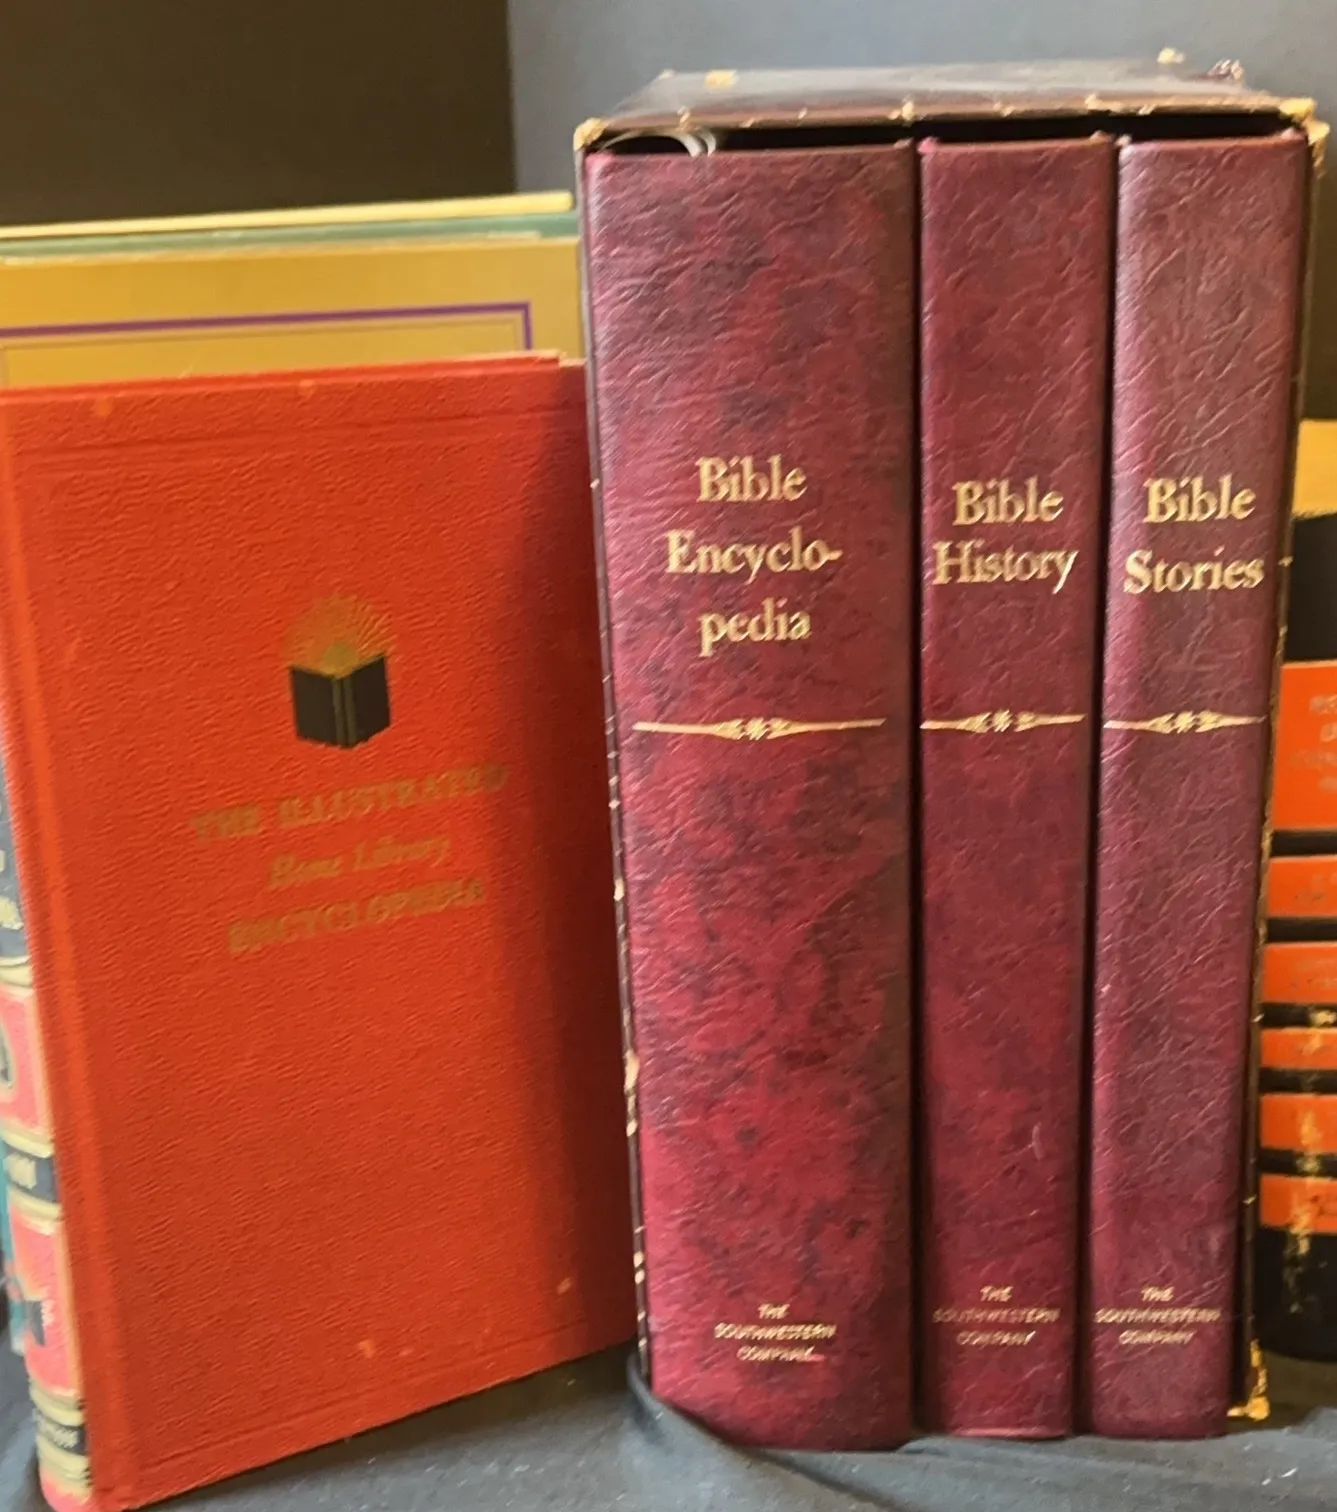 THE ILLUSTRATED
Home Library
ENCYCLOPEDIA
Bible
Encyclo-
pedia
THE
SOUTHWESTERN
COMPANY
Bible
History
THE
SOUTHWESTERN
COMPANY
Bible
Stories
THE
SOUTHWESTERN
COMPANY